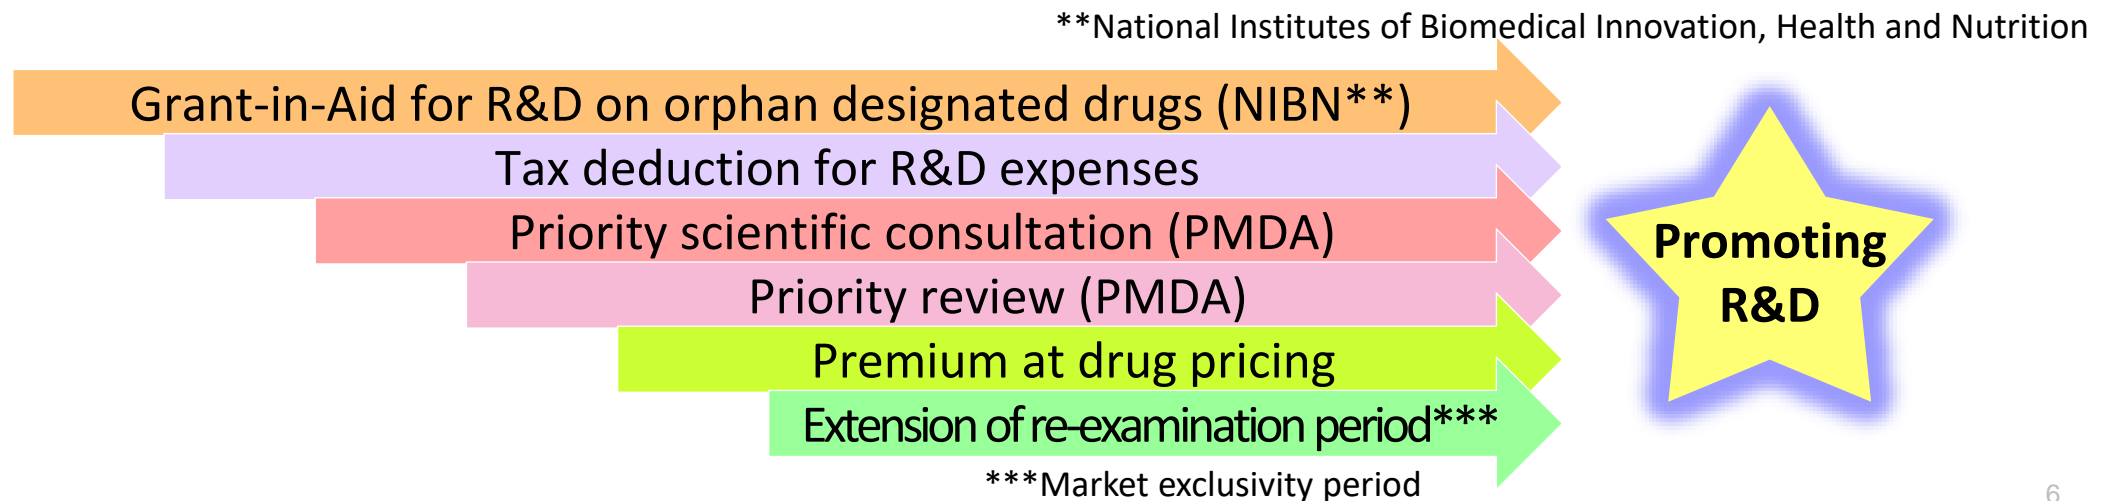 **National Institutes of Biomedical Innovation, Health and Nutrition
Grant-in-Aid for R&D on orphan designated drugs (NIBN**)
Tax deduction for R&D expenses
Priority scientific consultation (PMDA)
Priority review (PMDA)
Premium at drug pricing
Extension of re-examination period***
***Market exclusivity period
Promoting
R&D
6